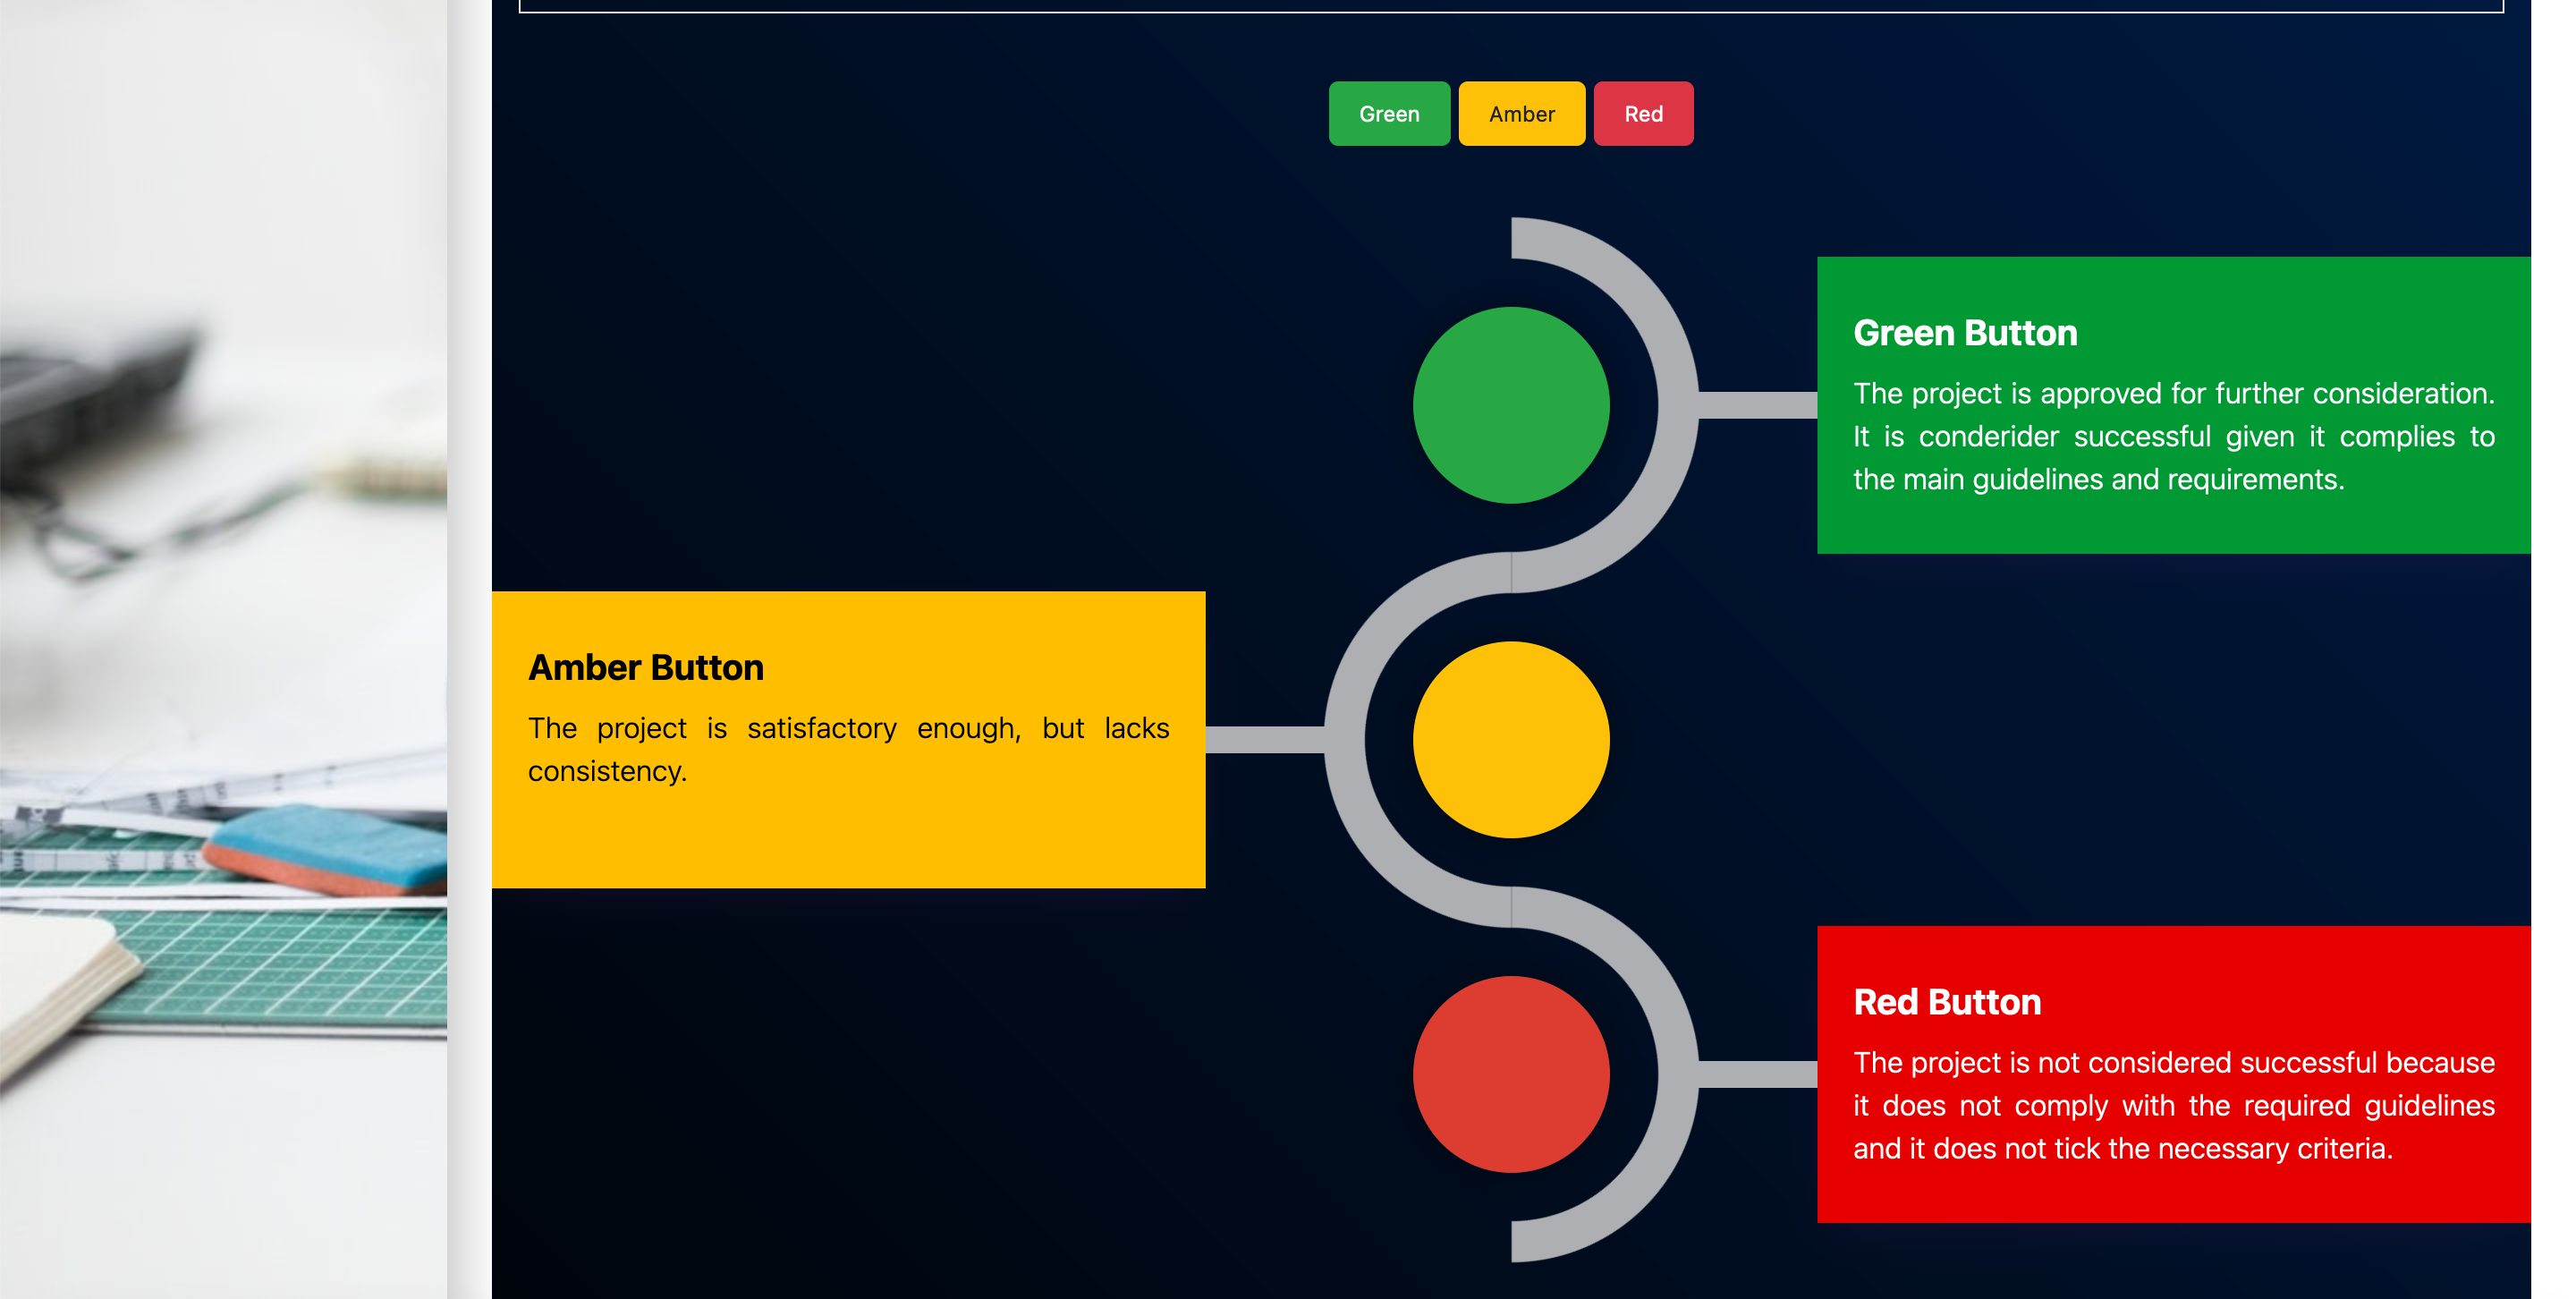 Green
Amber
Red
Green Button
The project is approved for further consideration.
It is conderider successful given it complies to
the main guidelines and requirements.
Amber Button
The project is satisfactory enough, but lacks
consistency.
Red Button
The project is not considered successful because
it does not comply with the required guidelines
and it does not tick the necessary criteria.